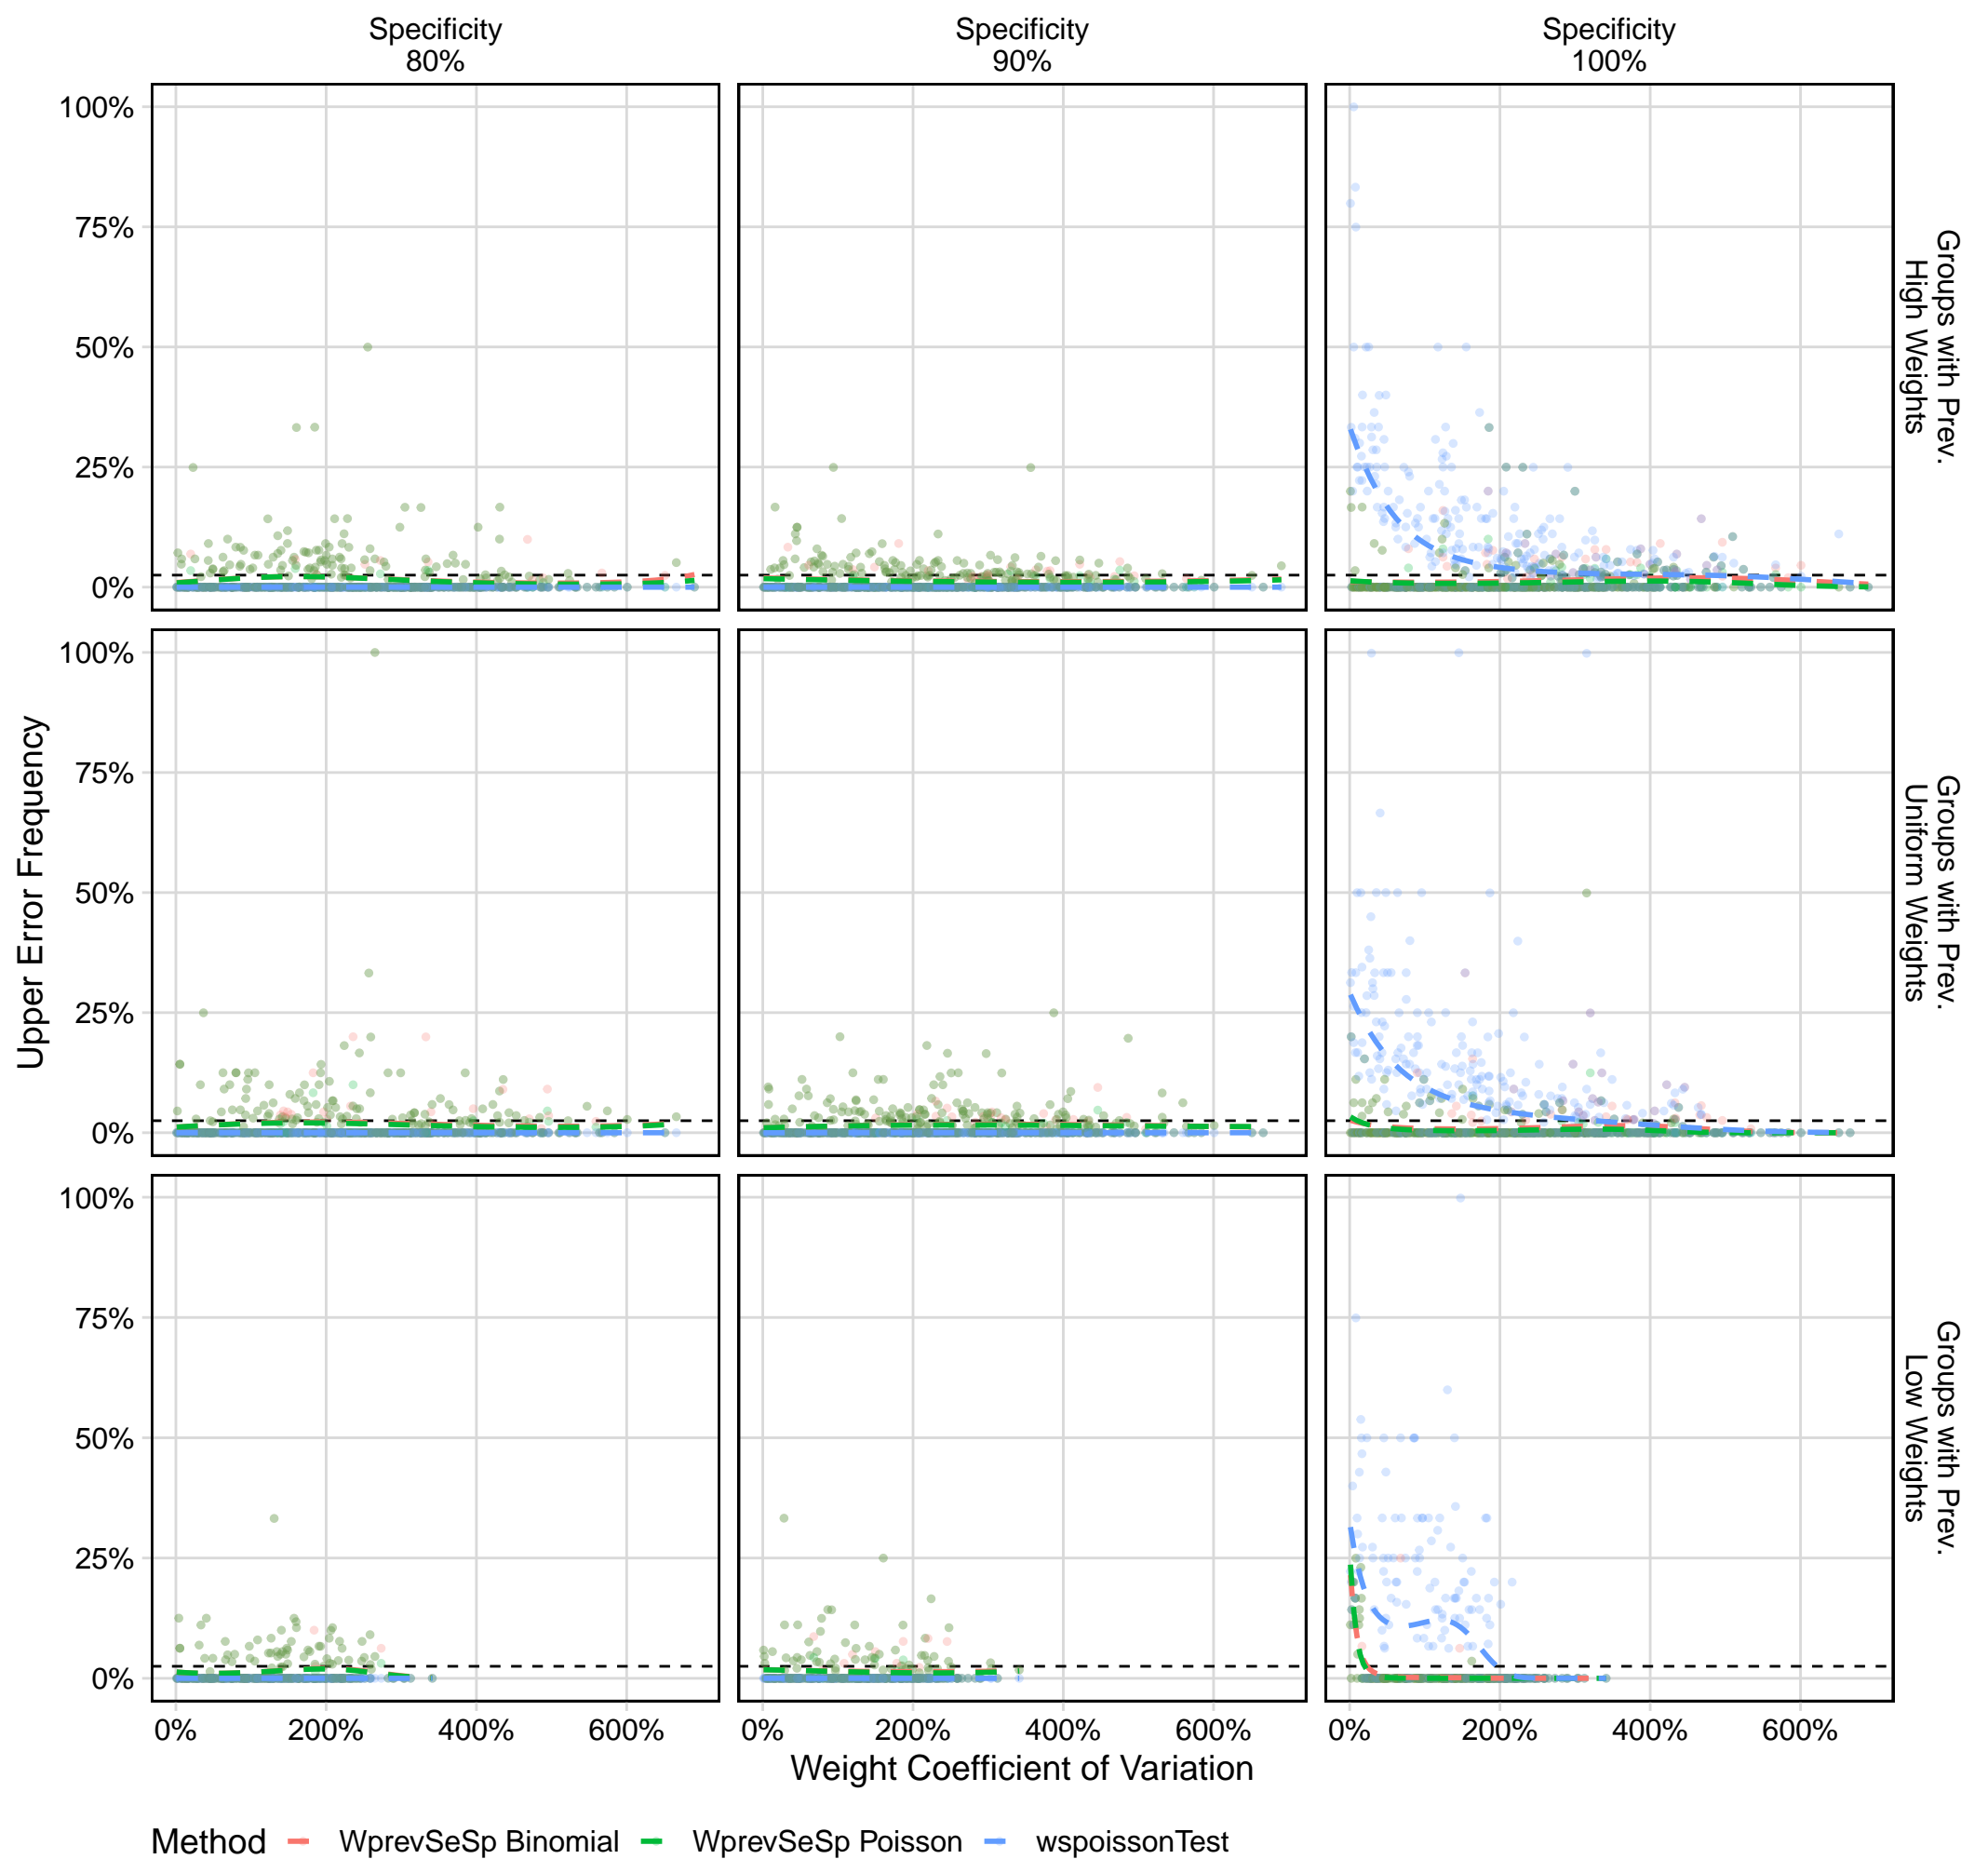 Specificity
80%
Specificity
90%
Specificity
100%
100%
75%
50%
25%
0%
Groups with Prev.
High Weights
100%
75%
50%
25%
0%
Groups with Prev.
Uniform Weights
100%
75%
50%
25%
0%
Groups with Prev.
Low Weights
Upper Error Frequency
0% 200% 400% 600%
0% 200% 400% 600%
0% 200% 400% 600%
Weight Coefficient of Variation
Method WprevSeSp Binomial WprevSeSp Poisson wspoissonTest